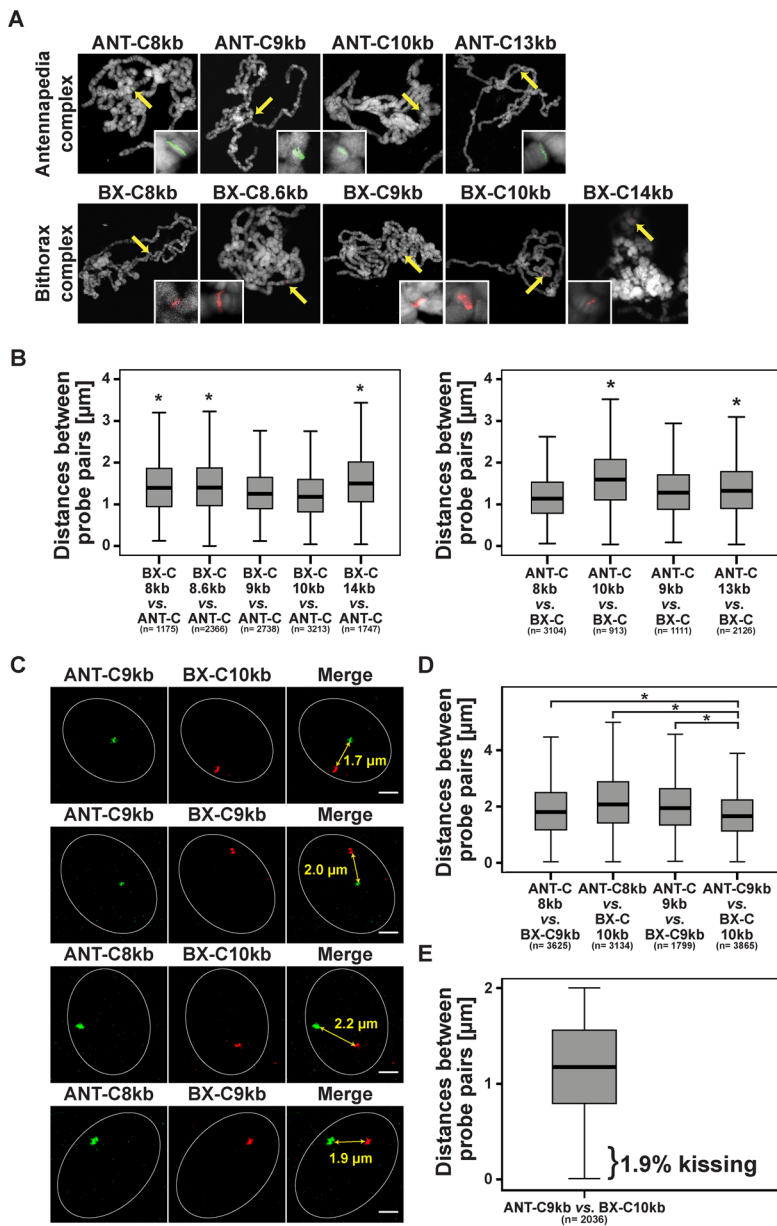 A
ANT-C8kb ANT-C9kb ANT-C10kb ANT-C13kb
Antennapedia
complex
BX-C8kb BX-C8.6kb BX-C9kb BX-C10kb BX-C14kb
Bithorax
complex
B
Distances between
probe pairs [µm]
4
3
2
1
0
* * *
BX-C BX-C BX-C BX-C BX-C
8kb 8.6kb 9kb 10kb 14kb
vs. vs. vs. vs. vs.
ANT-C ANT-C ANT-C ANT-C ANT-C
(n= 1175) (n=2366) (n= 2738) (n= 3213) (n= 1747)
Distances between
probe pairs [µm]
4
3
2
1
0
* *
ANT-C ANT-C ANT-C ANT-C
8kb 10kb 9kb 13kb
vs. vs. vs. vs.
BX-C BX-C BX-C BX-C
(n= 3104) (n= 913) (n= 1111) (n= 2126)
C
ANT-C9kb BX-C10kb Merge
1.7 µm
ANT-C9kb BX-C9kb Merge
2.0 µm
ANT-C8kb BX-C10kb Merge
2.2 µm
ANT-C8kb BX-C9kb Merge
1.9 µm
D
Distances between
probe pairs [µm]
4
2
0
*
*
*
ANT-C ANT-C8kb ANT-C ANT-C9kb
8kb vs. 9kb vs.
vs. BX-C vs. BX-C
BX-C9kb 10kb BX-C9kb 10kb
(n= 3625) (n= 3134) (n= 1799) (n= 3865)
E
Distances between
probe pairs [µm]
2
1
0
}1.9% kissing
ANT-C9kb vs. BX-C10kb
(n= 2036)